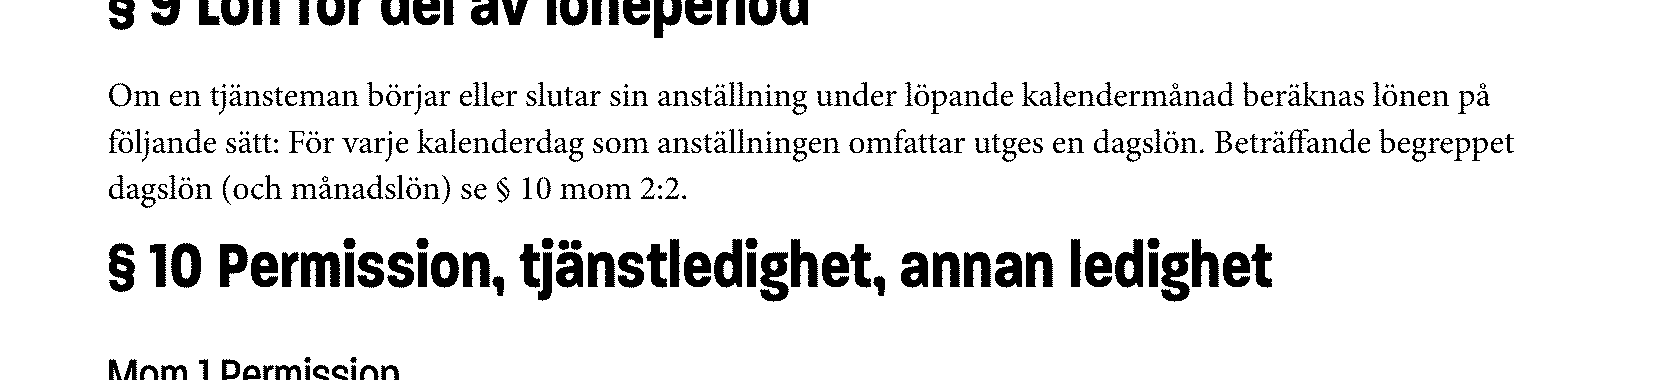 § 9 Lön för del av löneperiod
Om en tjänsteman börjar eller slutar sin anställning under löpande kalendermånad beräknas lönen på
följande sätt: För varje kalenderdag som anställningen omfattar utges en dagslön. Beträffande begreppet
dagslön (och månadslön) se § 10 mom 2:2.
§ 10 Permission, tjänstledighet, annan ledighet
Mom 1 Permission